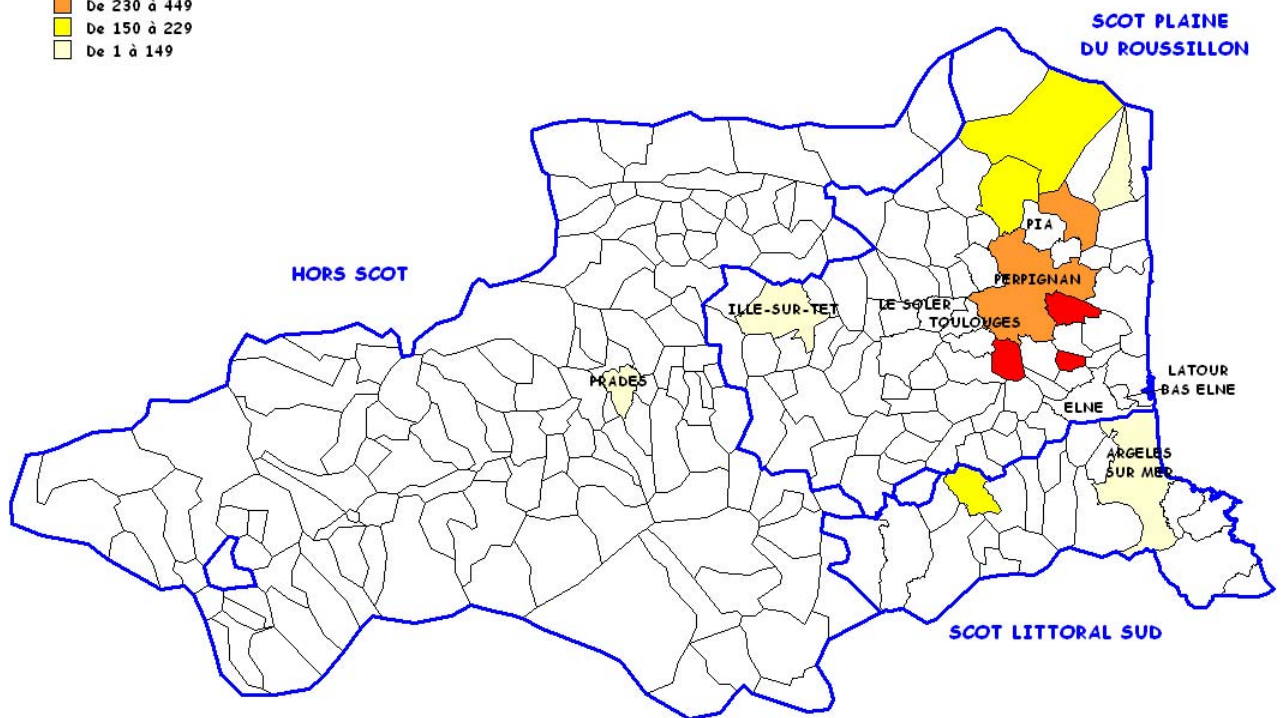 De 230 à 449
De 150 à 229
De 1 à 149
SCOT PLAINE
DU ROUSSILLON
PIA
HORS SCOT
PERPIGNAN
ILLE-SUR-TET
LE SOLER
TOULOUGES
PRADES
LATOUR
BAS ELNE
ELNE
ARGELES
SUR MER
SCOT LITTORAL SUD